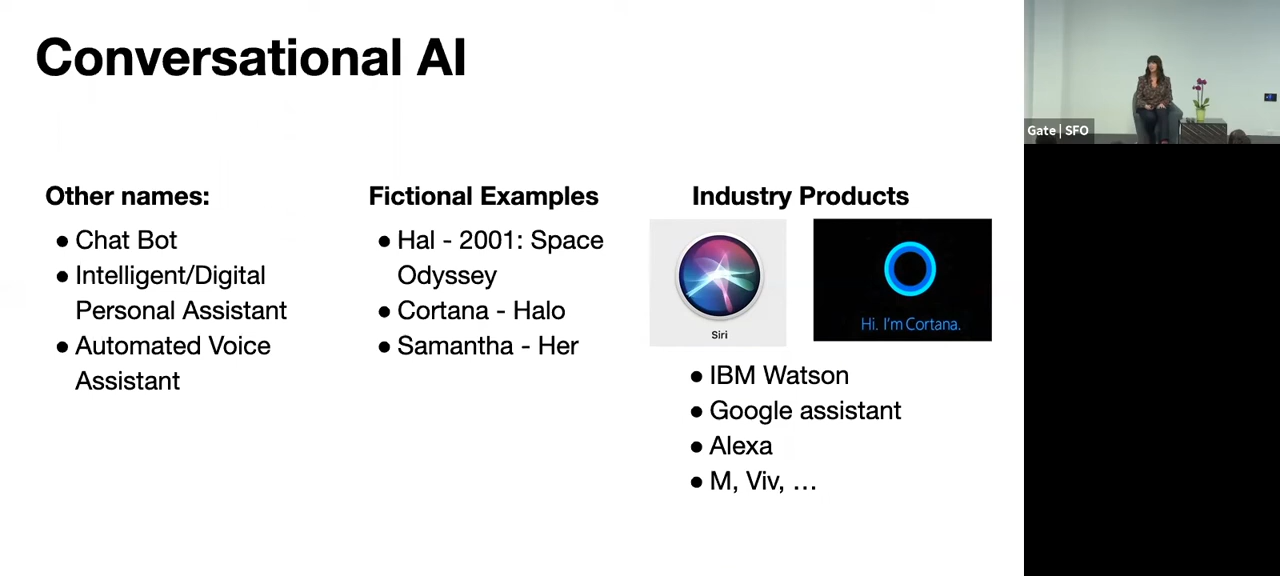 Conversational AI
Other names:
● Chat Bot
● Intelligent/Digital
Personal Assistant
● Automated Voice
Assistant
Fictional Examples
● Hal - 2001: Space
Odyssey
● Cortana - Halo
● Samantha - Her
Industry Products
Siri
Hi. I'm Cortana.
● IBM Watson
● Google assistant
● Alexa
● M, Viv, …
Gate | SFO